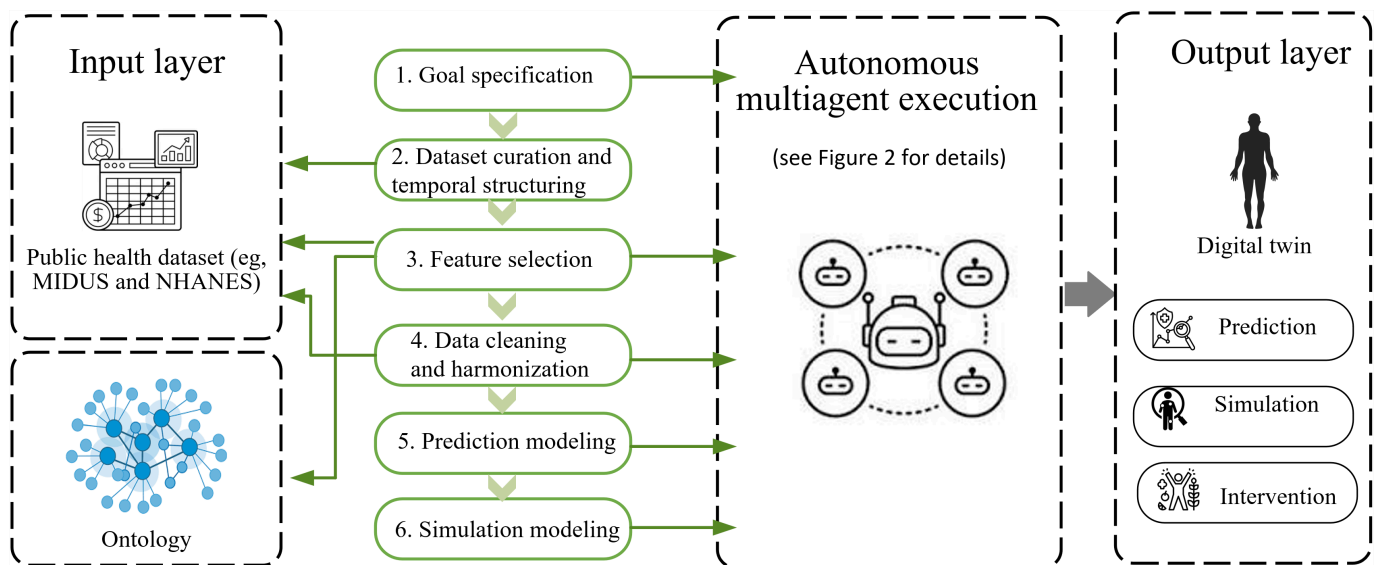 Input layer
Public health dataset (eg,
MIDUS and NHANES)
Ontology
1. Goal specification
2. Dataset curation and
temporal structuring
3. Feature selection
4. Data cleaning
and harmonization
5. Prediction modeling
6. Simulation modeling
Autonomous
multiagent execution
(see Figure 2 for details)
Output layer
Digital twin
Prediction
Simulation
Intervention